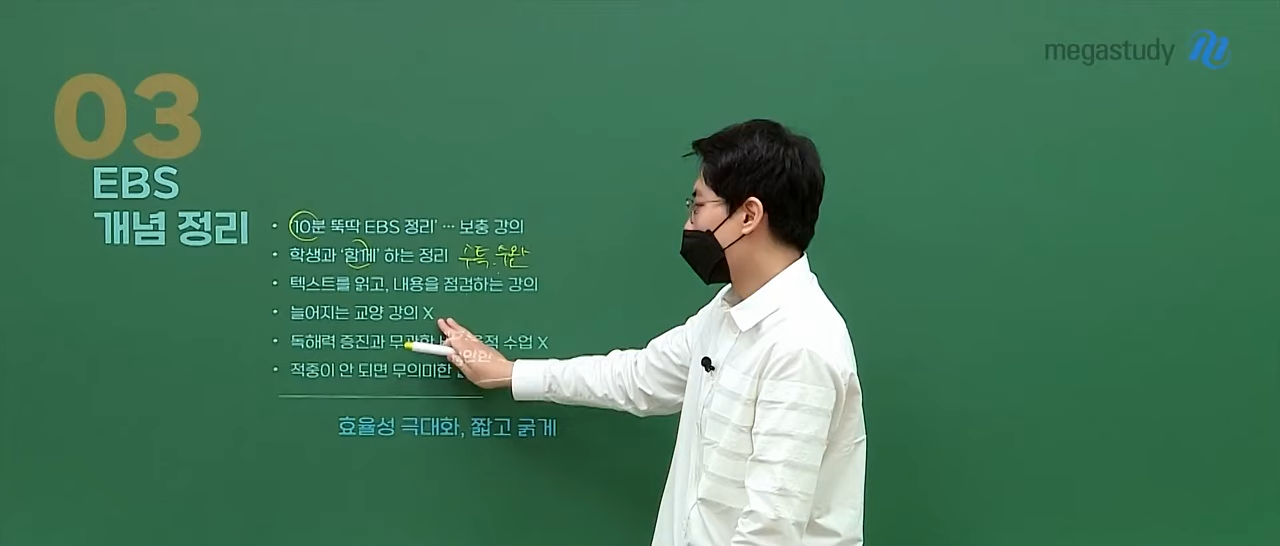 megastudy
03
EBS
개념 정리
• '10분 뚝딱 EBS 정리' … 보충 강의
• 학생과 '함께' 하는 정리 수특.수완
• 텍스트를 읽고, 내용을 점검하는 강의
• 늘어지는 교양 강의 X
• 독해력 증진과 무관한 수업 X
• 적중이 안 되면 무의미한
효율성 극대화, 짧고 굵게